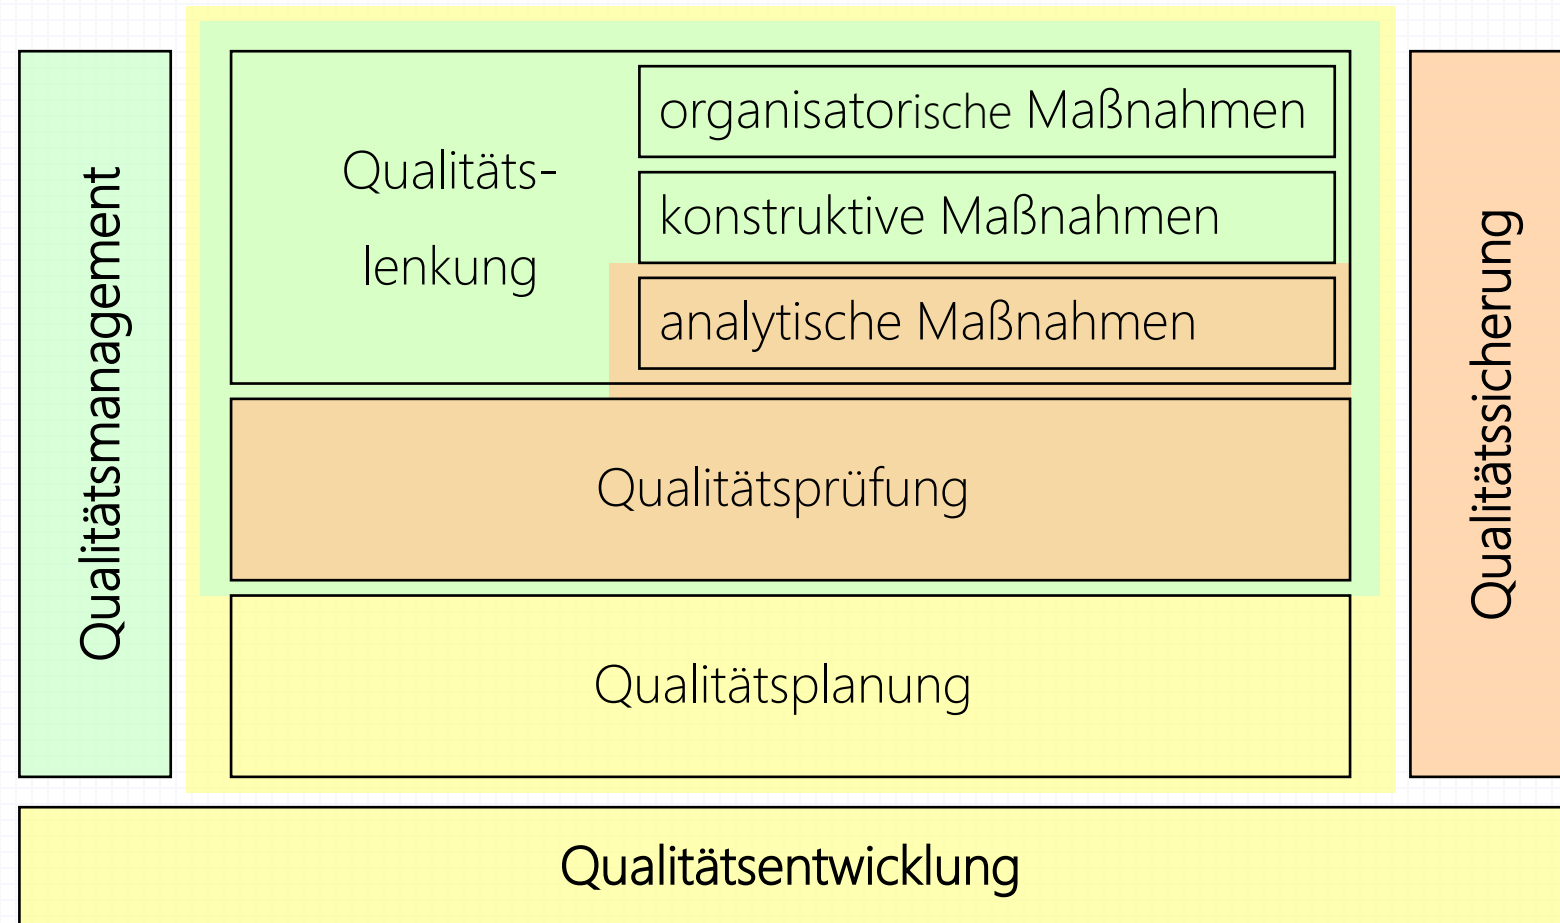 Qualitätsmanagement
Qualitäts-
lenkung
organisatorische Maßnahmen
konstruktive Maßnahmen
analytische Maßnahmen
Qualitätsprüfung
Qualitätsplanung
Qualitätssicherung
Qualitätsentwicklung